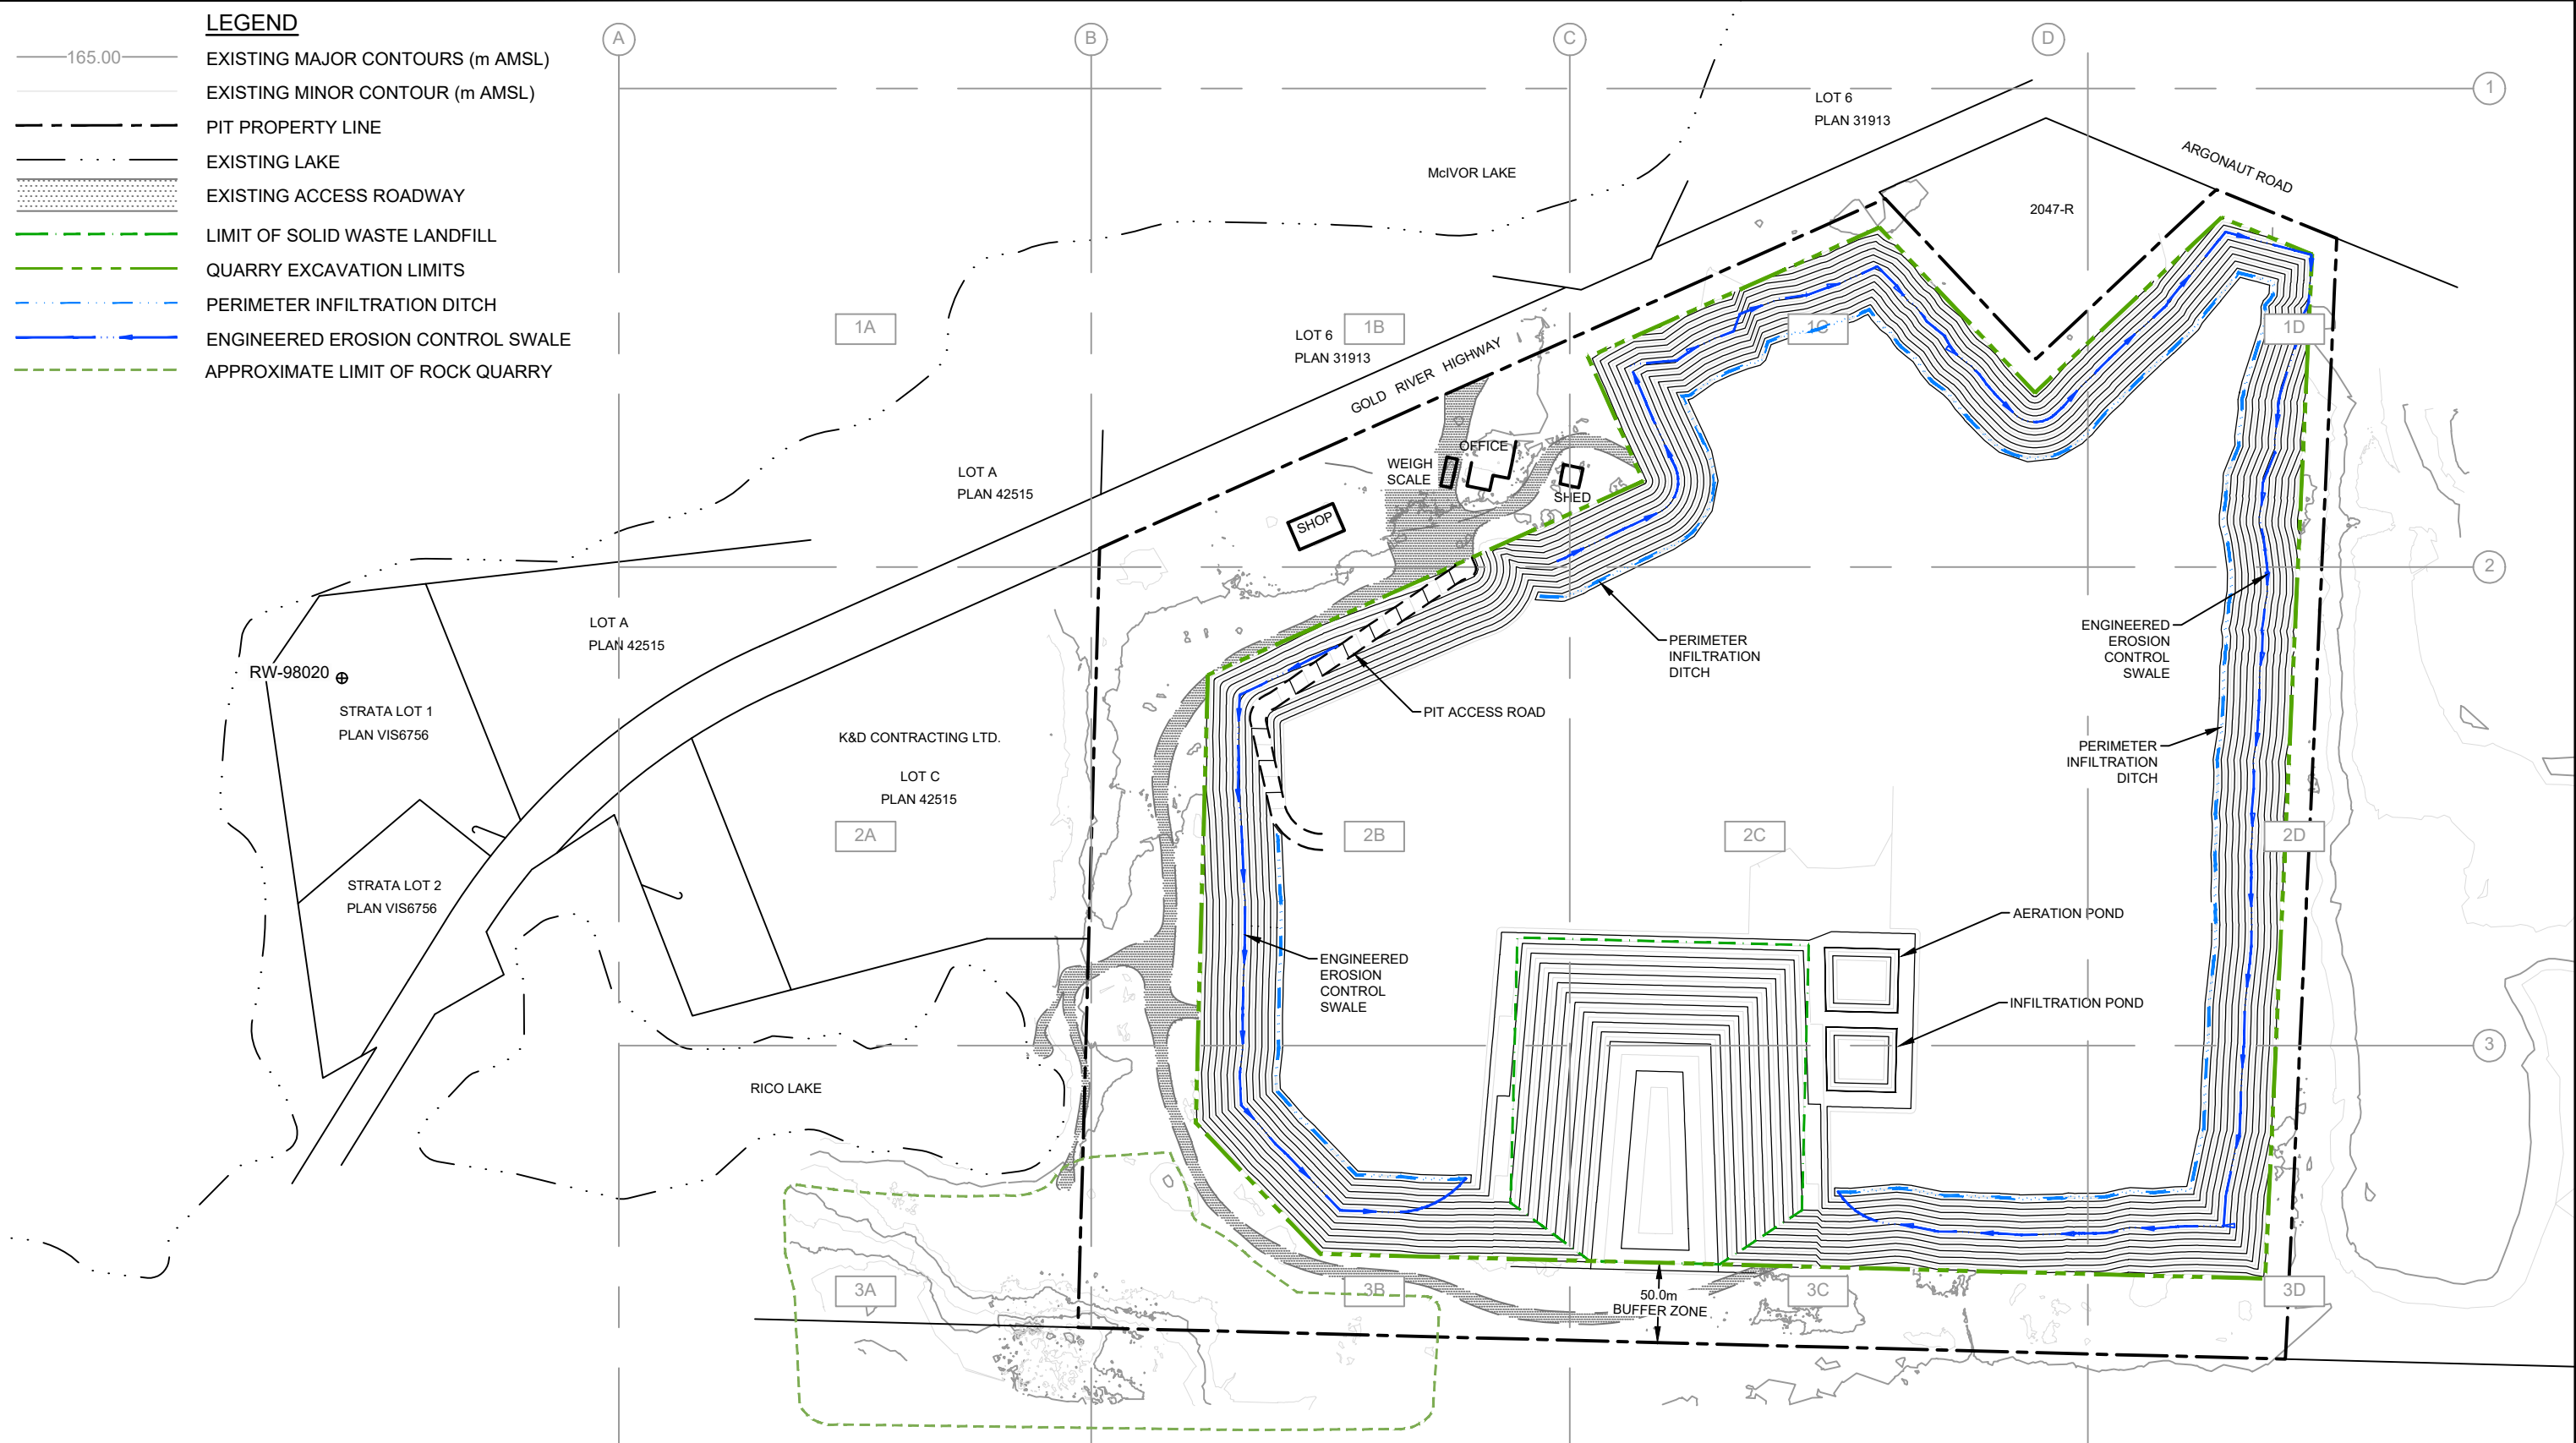 LEGEND
165.00
EXISTING MAJOR CONTOURS (m AMSL)
EXISTING MINOR CONTOUR (m AMSL)
PIT PROPERTY LINE
EXISTING LAKE
EXISTING ACCESS ROADWAY
LIMIT OF SOLID WASTE LANDFILL
QUARRY EXCAVATION LIMITS
PERIMETER INFILTRATION DITCH
ENGINEERED EROSION CONTROL SWALE
APPROXIMATE LIMIT OF ROCK QUARRY
A
B
C
D
1
LOT 6
PLAN 31913
ARGONAUT ROAD
McIVOR LAKE
2047-R
1A
1B
1C
1D
LOT 6
PLAN 31913
GOLD RIVER HIGHWAY
OFFICE
WEIGH
SCALE
SHED
SHOP
LOT A
PLAN 42515
2
LOT A
PLAN 42515
RW-98020
STRATA LOT 1
PLAN VIS6756
K&D CONTRACTING LTD.
LOT C
PLAN 42515
PERIMETER
INFILTRATION
DITCH
PIT ACCESS ROAD
ENGINEERED
EROSION
CONTROL
SWALE
PERIMETER
INFILTRATION
DITCH
2A
2B
2C
2D
STRATA LOT 2
PLAN VIS6756
AERATION POND
ENGINEERED
EROSION
CONTROL
SWALE
INFILTRATION POND
3
RICO LAKE
3A
3B
3C
3D
50.0m
BUFFER ZONE